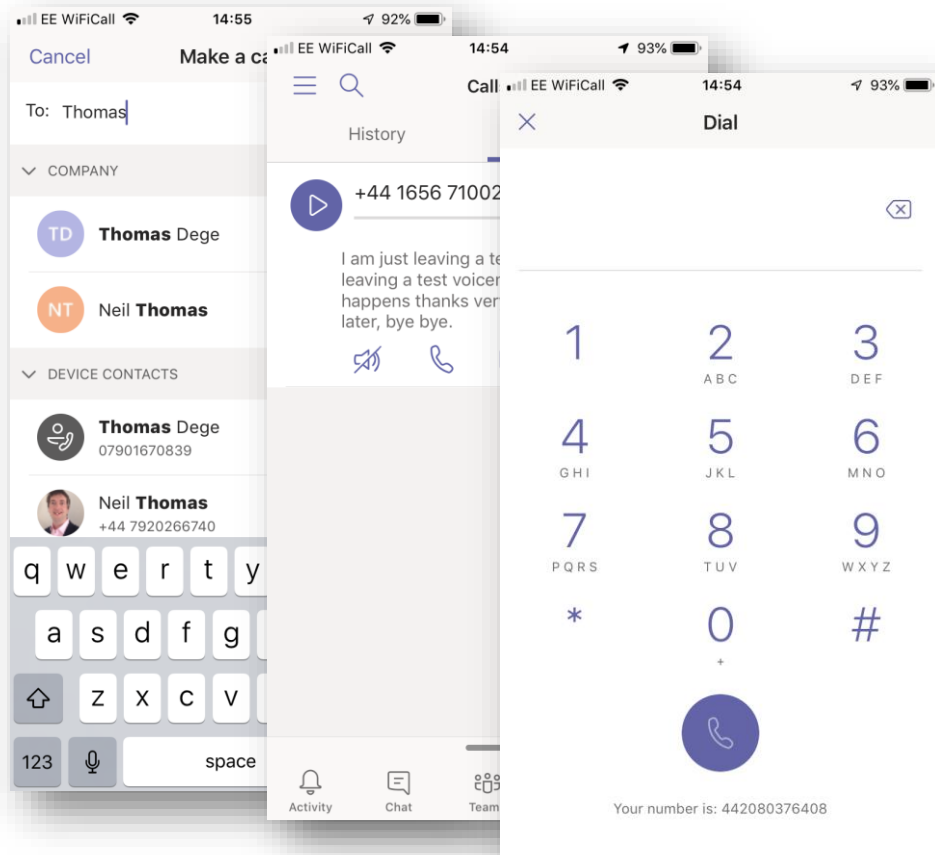 EE WiFiCall 14:55 92%
Cancel Make a ca
To: Thomas
COMPANY
TD Thomas Dege
NT Neil Thomas
DEVICE CONTACTS
Thomas Dege
07901670839
Neil Thomas
+44 7920266740
q w e r t y
a s d f g
z x c v
123 space
EE WiFiCall 14:54 93%
Call
History
+44 1656 71002
I am just leaving a te
leaving a test voicer
happens thanks ver
later, bye bye.
Activity Chat Team
EE WiFiCall 14:54 93%
Dial
1 2 3
ABC DEF
4 5 6
GHI JKL MNO
7 8 9
PQRS TUV WXYZ
* 0 #
+
Your number is: 442080376408